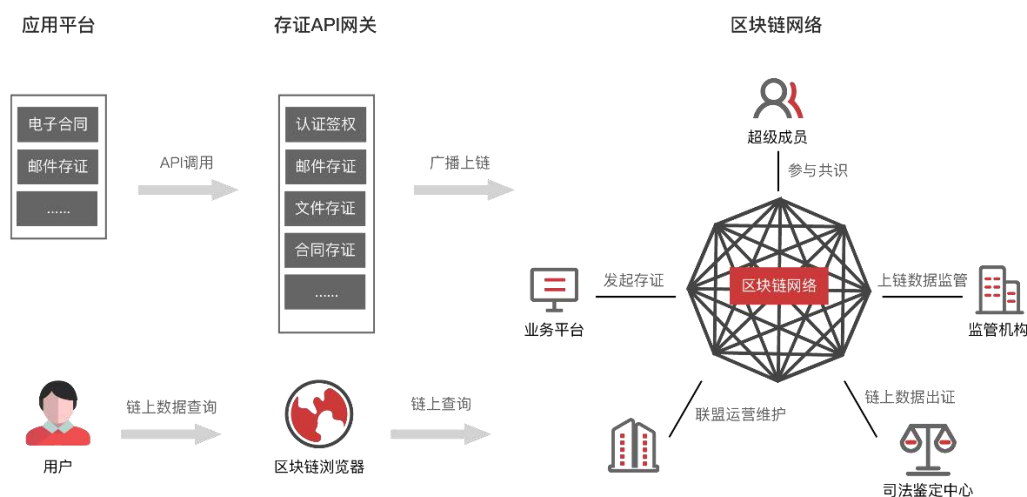 应用平台
存证API网关
区块链网络
电子合同
邮件存证
......
API调用
认证签权
邮件存证
文件存证
合同存证
......
广播上链
超级成员
参与共识
发起存证
业务平台
区块链网络
上链数据监管
监管机构
联盟运营维护
链上数据出证
司法鉴定中心
链上数据查询
用户
链上查询
区块链浏览器